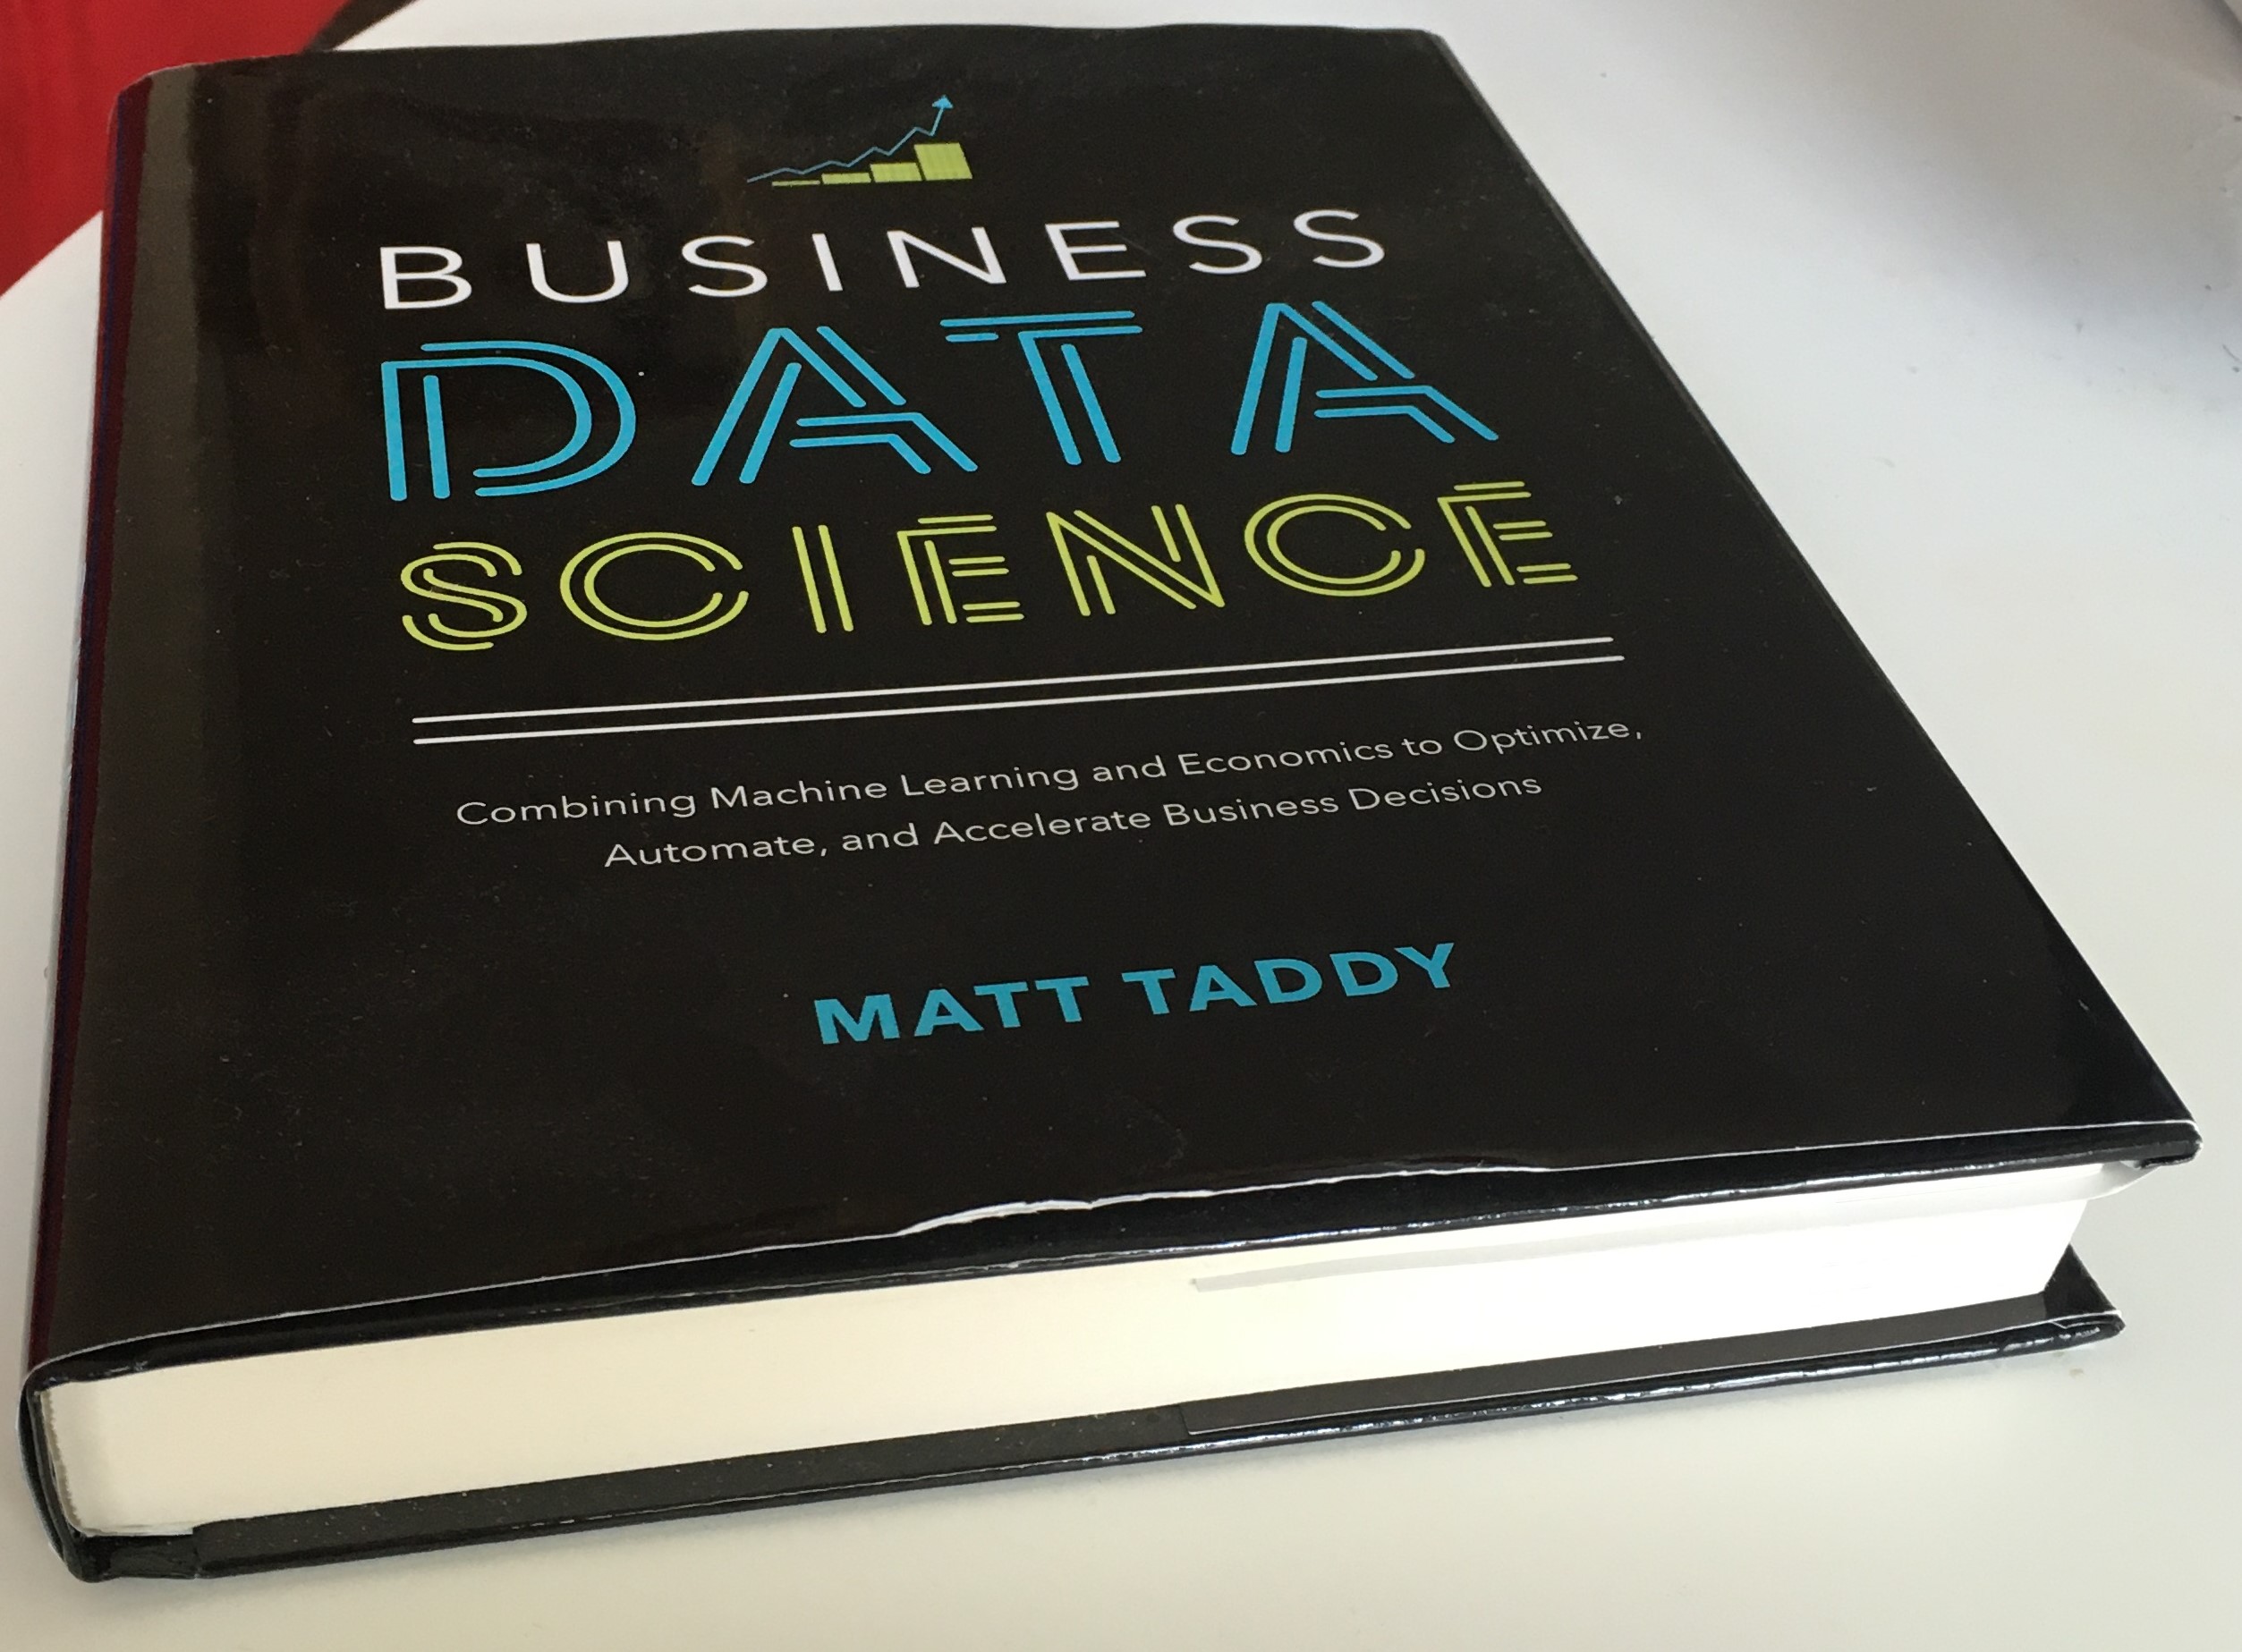 BUSINESS
DATA
SCIENCE
Combining Machine Learning and Economics to Optimize,
Automate, and Accelerate Business Decisions
MATT TADDY